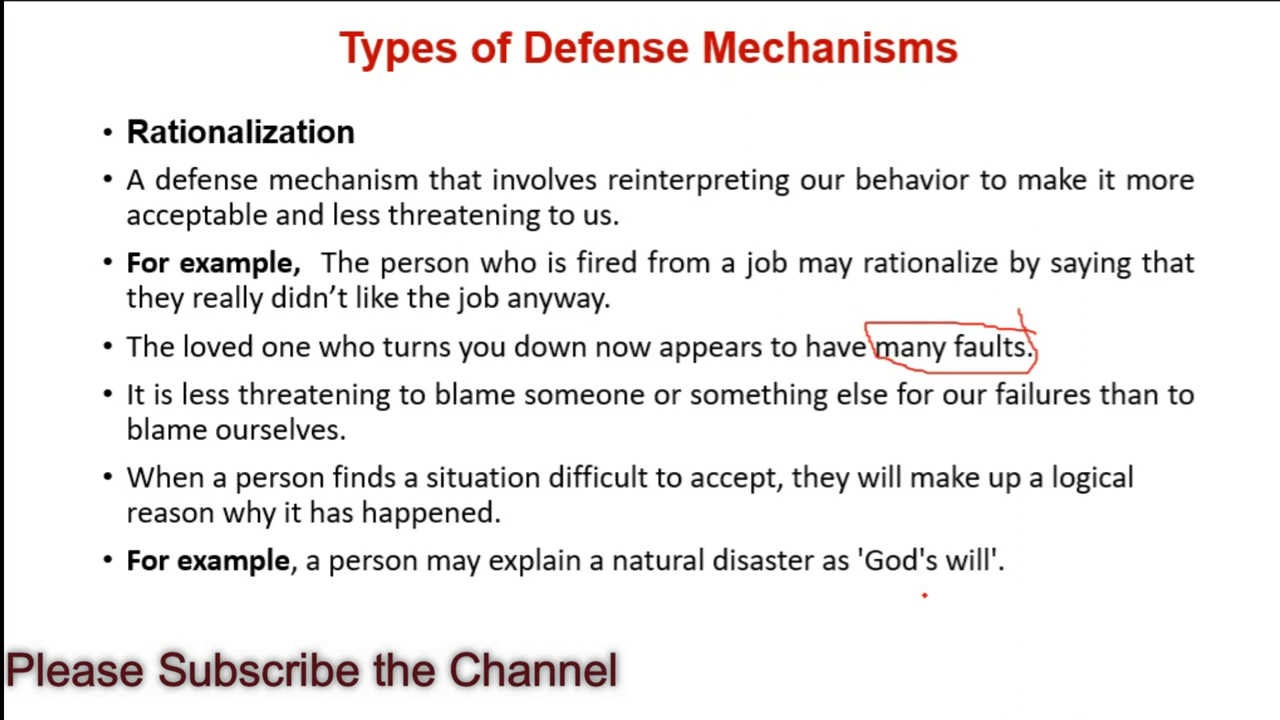 Types of Defense Mechanisms
• Rationalization
• A defense mechanism that involves reinterpreting our behavior to make it more
acceptable and less threatening to us.
• For example, The person who is fired from a job may rationalize by saying that
they really didn't like the job anyway.
• The loved one who turns you down now appears to have many faults.
• It is less threatening to blame someone or something else for our failures than to
blame ourselves.
• When a person finds a situation difficult to accept, they will make up a logical
reason why it has happened.
• For example, a person may explain a natural disaster as 'God's will'.
Please Subscribe the Channel